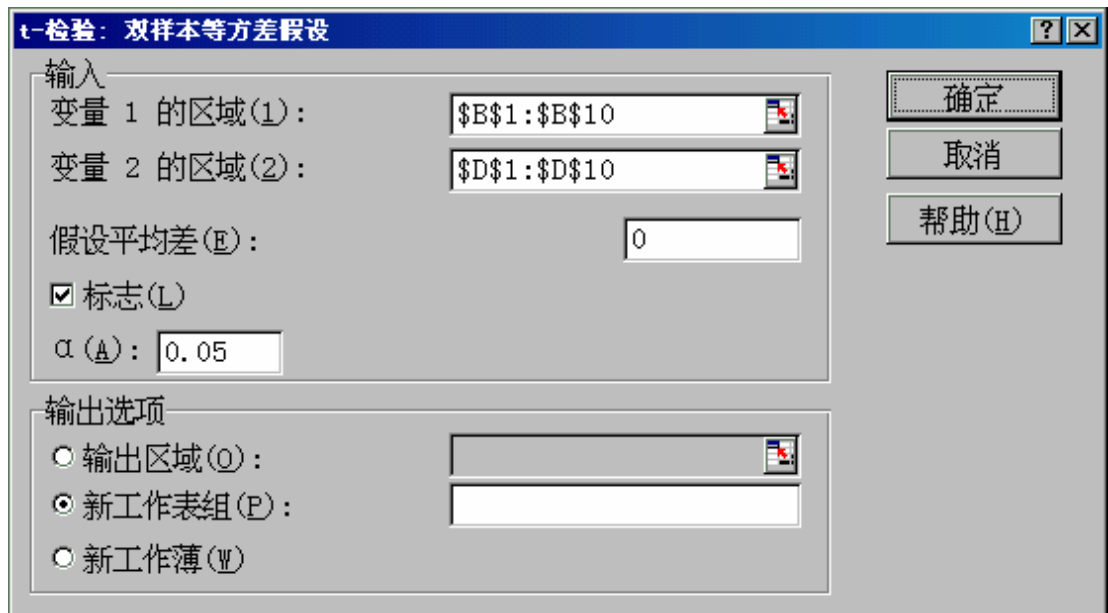 t-检验: 双样本等方差假设
输入
变量 1 的区域(1):
$B$1:$B$10
确定
变量 2 的区域(2):
$D$1:$D$10
取消
假设平均差(E):
0
帮助(H)
标志(L)
α(A):
0.05
输出选项
输出区域(O):
新工作表组(P):
新工作薄(W)